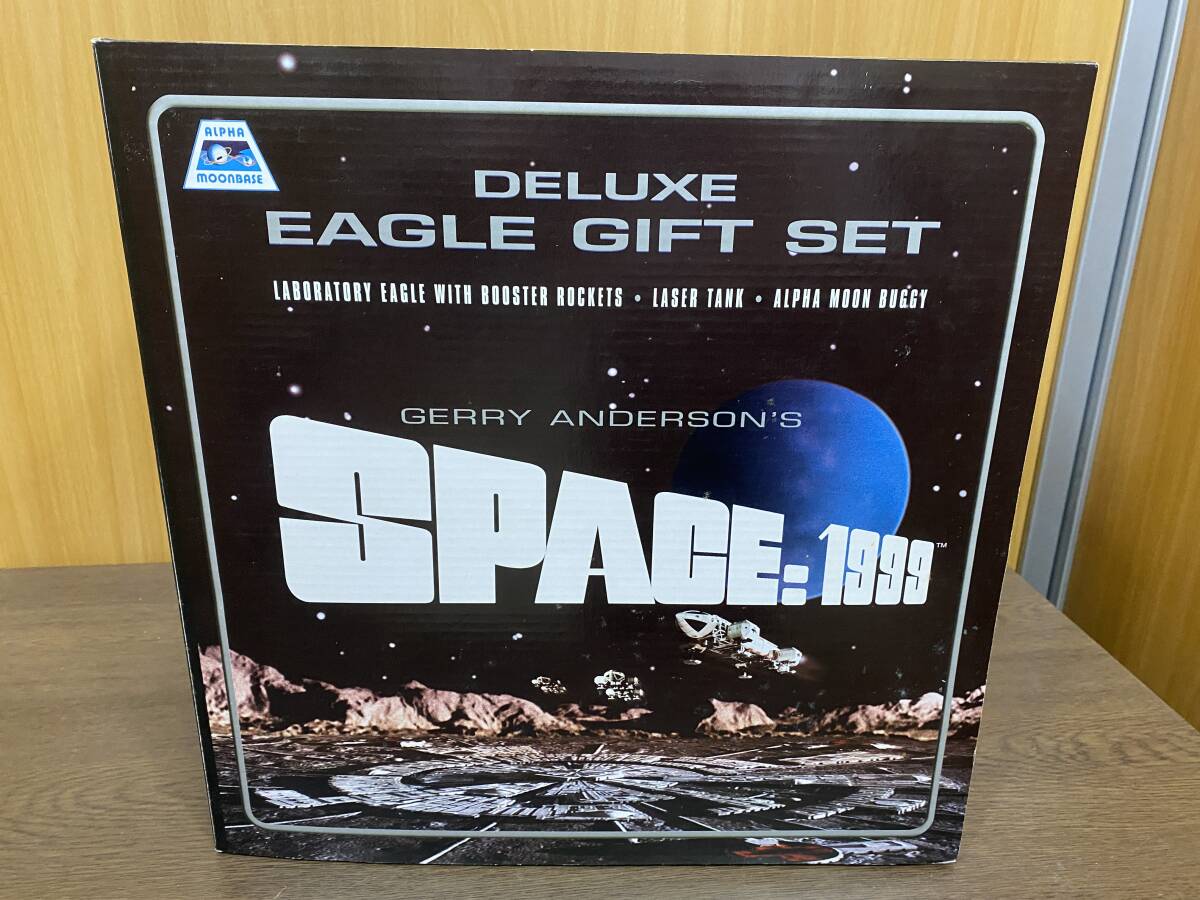 ALPHA
MOONBASE
DELUXE
EAGLE GIFT SET
LABORATORY EAGLE WITH BOOSTER ROCKETS • LASER TANK • ALPHA MOON BUGGY
GERRY ANDERSON'S
SPACE: 1999™